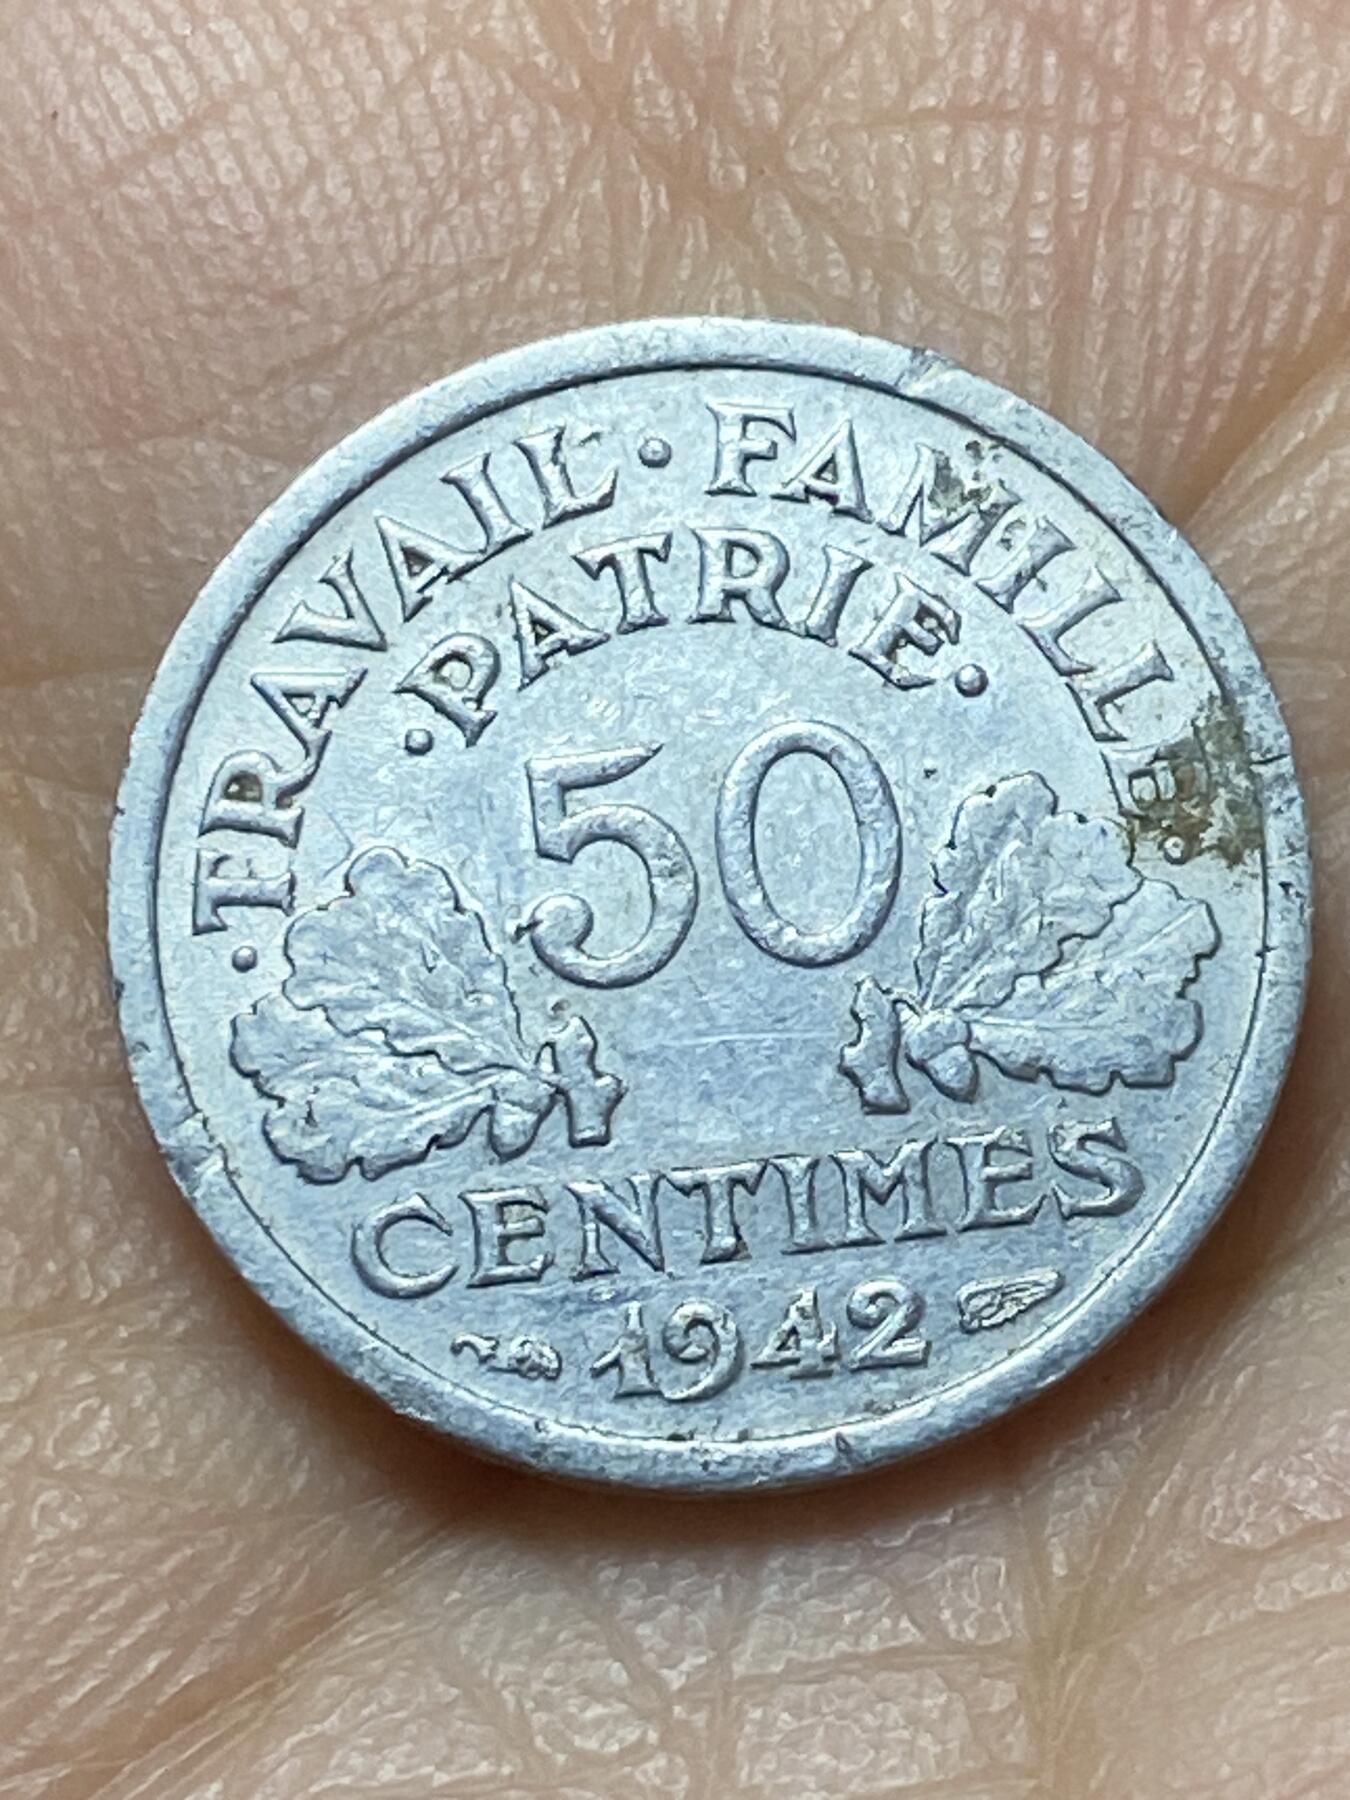 · TRAVAIL · FAMILLE ·
· PATRIE ·
50
CENTIMES
1942